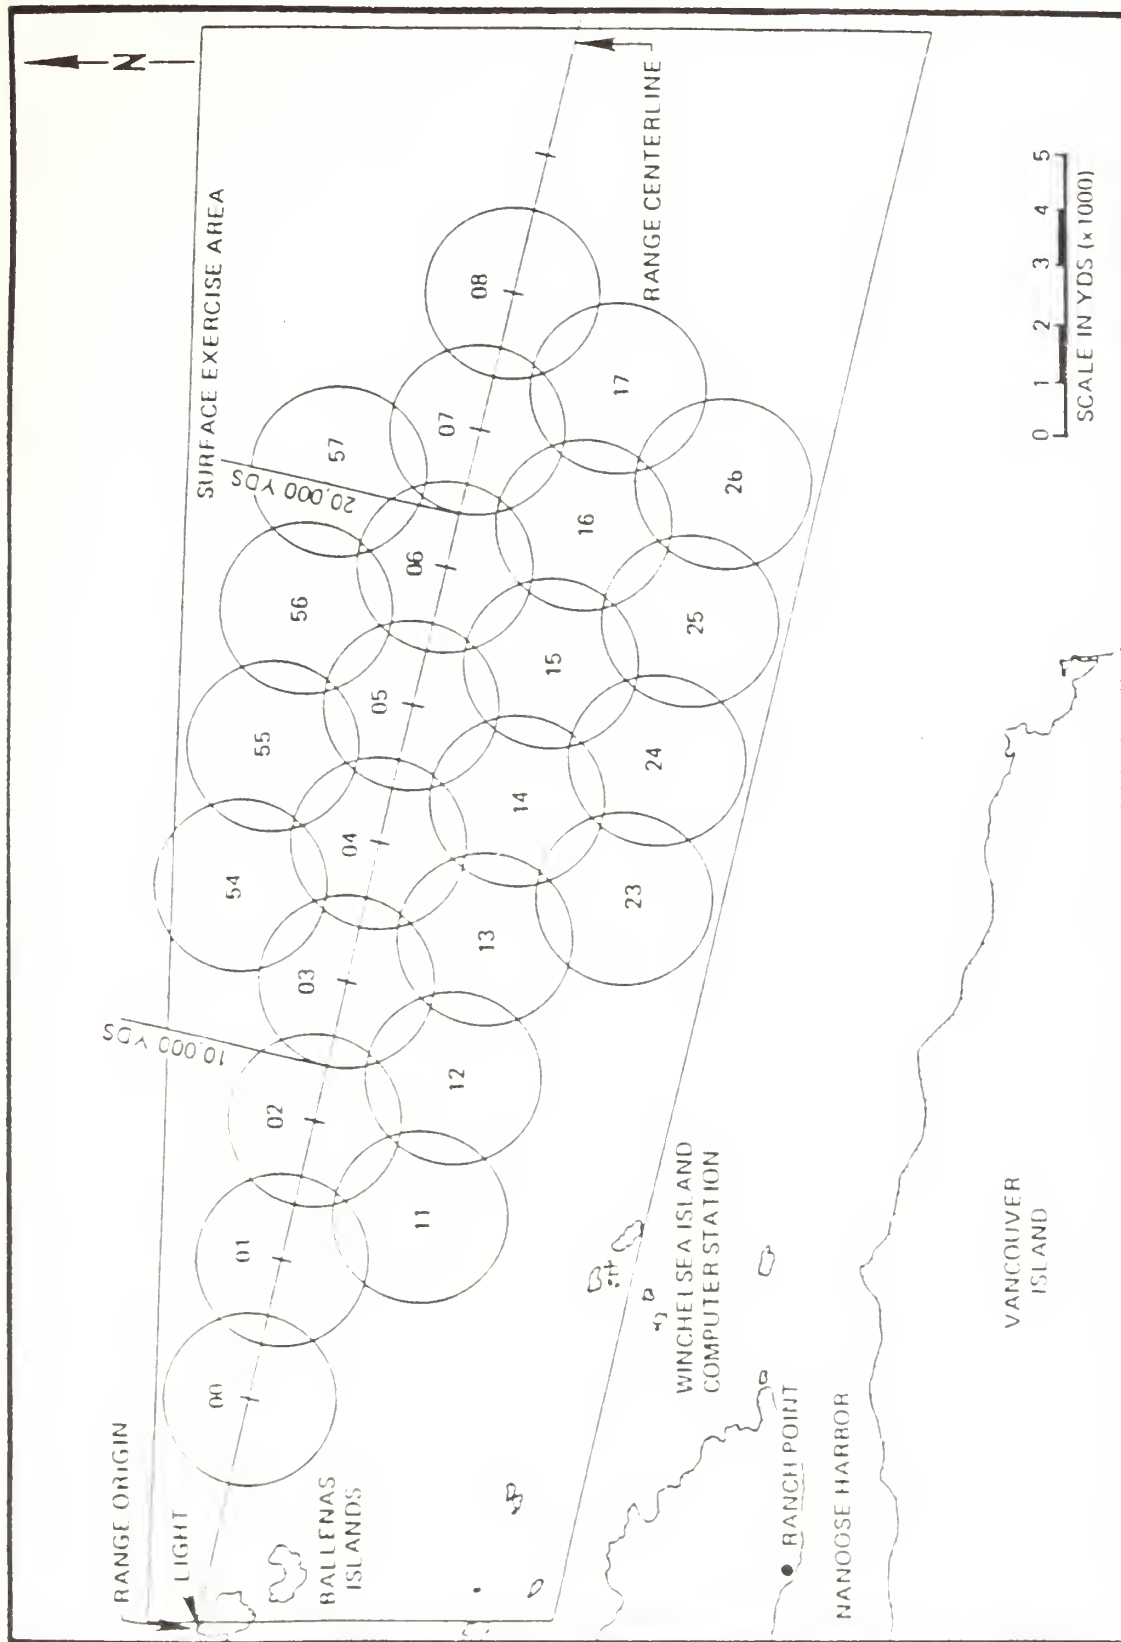 N
SURFACE EXERCISE AREA
RANGE ORIGIN
LIGHT
BALLENAS
ISLANDS
10,000 YDS
20,000 YDS
00
01
02
03
04
05
06
07
08
11
12
13
14
15
16
17
23
24
25
26
54
55
56
57
RANGE CENTERLINE
WINCHELSEA ISLAND
COMPUTER STATION
RANCH POINT
NANOOSE HARBOR
VANCOUVER
ISLAND
0 1 2 3 4 5
SCALE IN YDS (x1000)